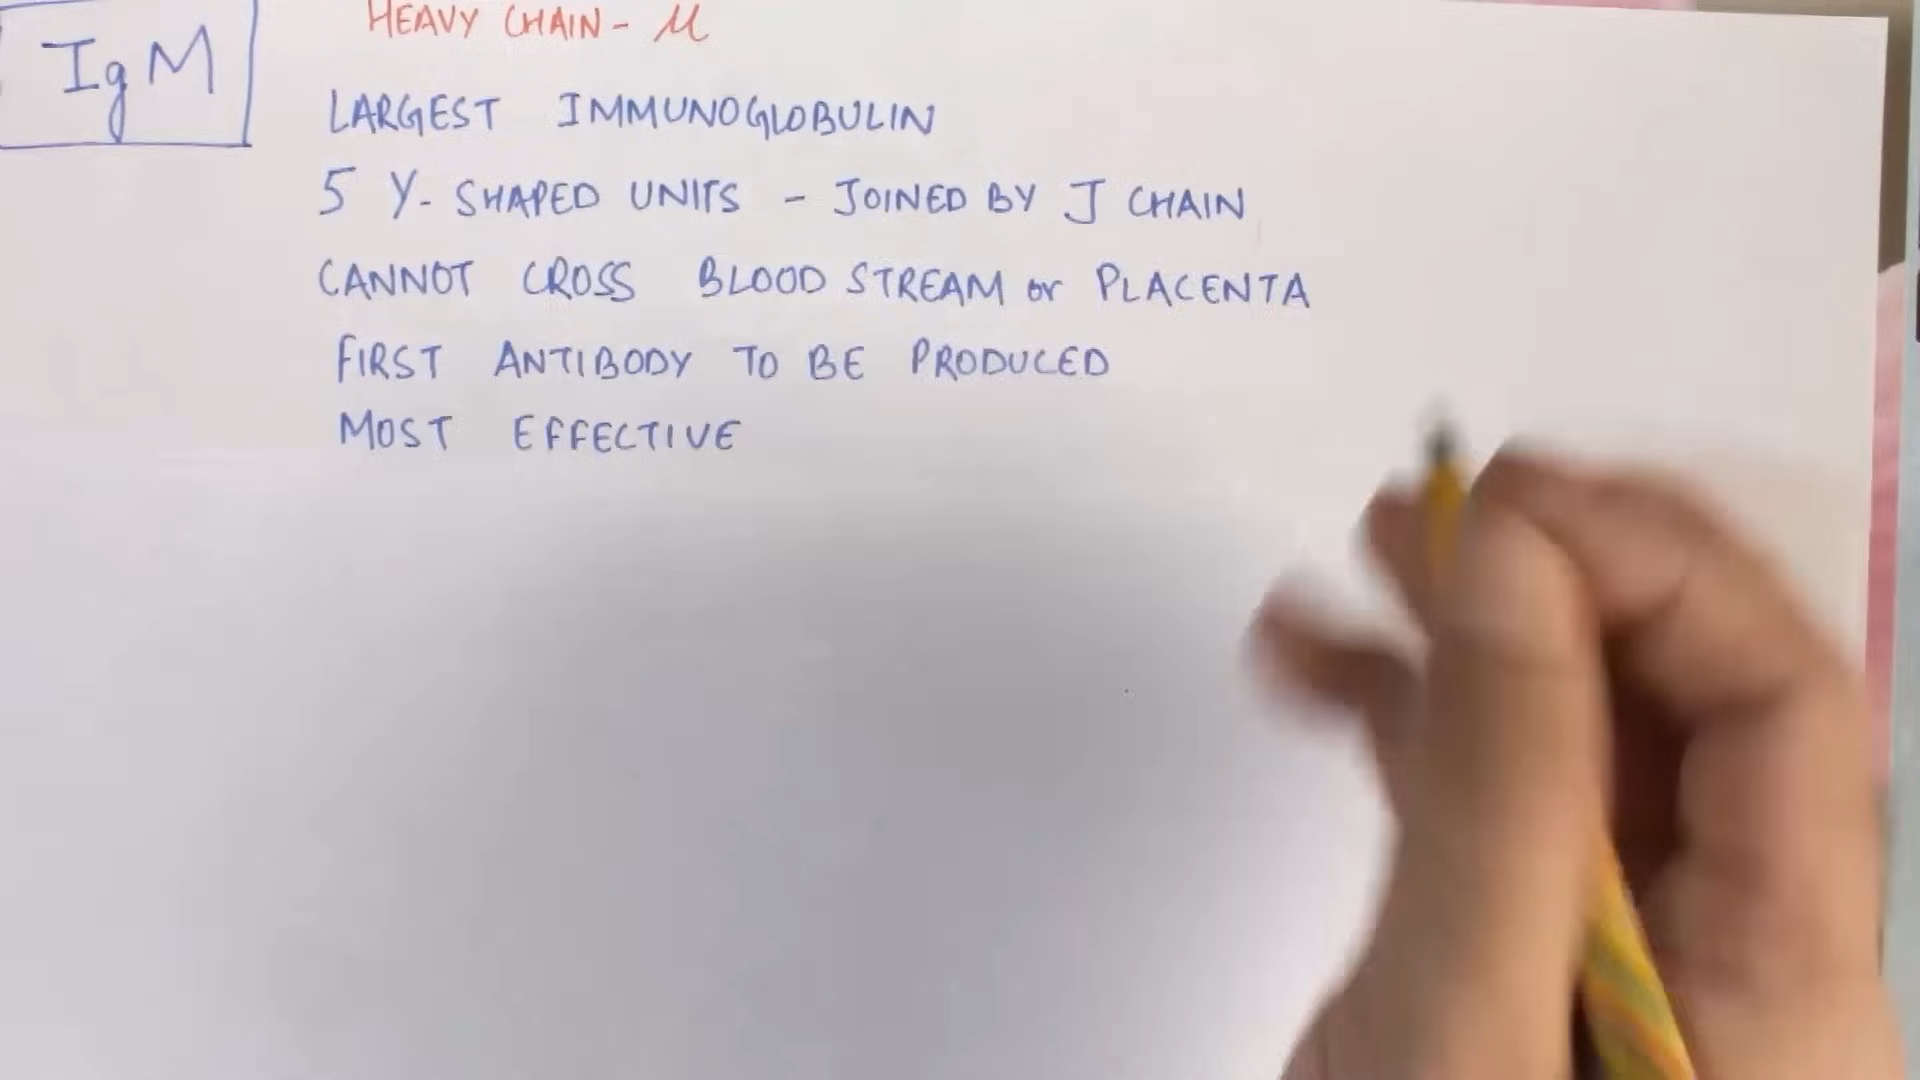 HEAVY CHAIN - μ
IgM
LARGEST IMMUNOGLOBULIN
5 Y-SHAPED UNITS - JOINED BY J CHAIN
CANNOT CROSS BLOOD STREAM or PLACENTA
FIRST ANTIBODY TO BE PRODUCED
MOST EFFECTIVE